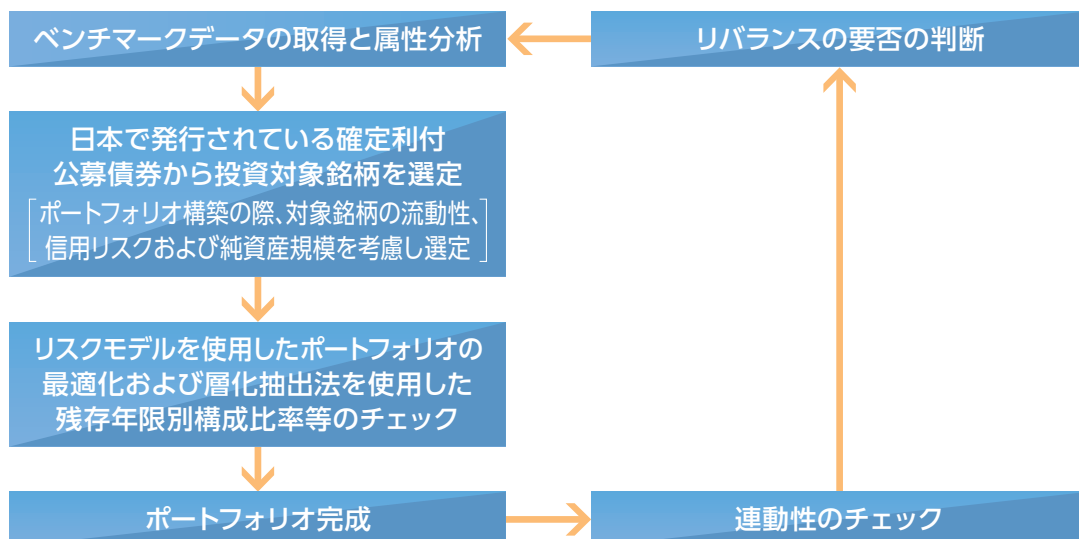 ベンチマークデータの取得と属性分析
日本で発行されている確定利付
公募債券から投資対象銘柄を選定
[ポートフォリオ構築の際、対象銘柄の流動性、
信用リスクおよび純資産規模を考慮し選定]
リスクモデルを使用したポートフォリオの
最適化および層化抽出法を使用した
残存年限別構成比率等のチェック
ポートフォリオ完成
連動性のチェック
リバランスの要否の判断